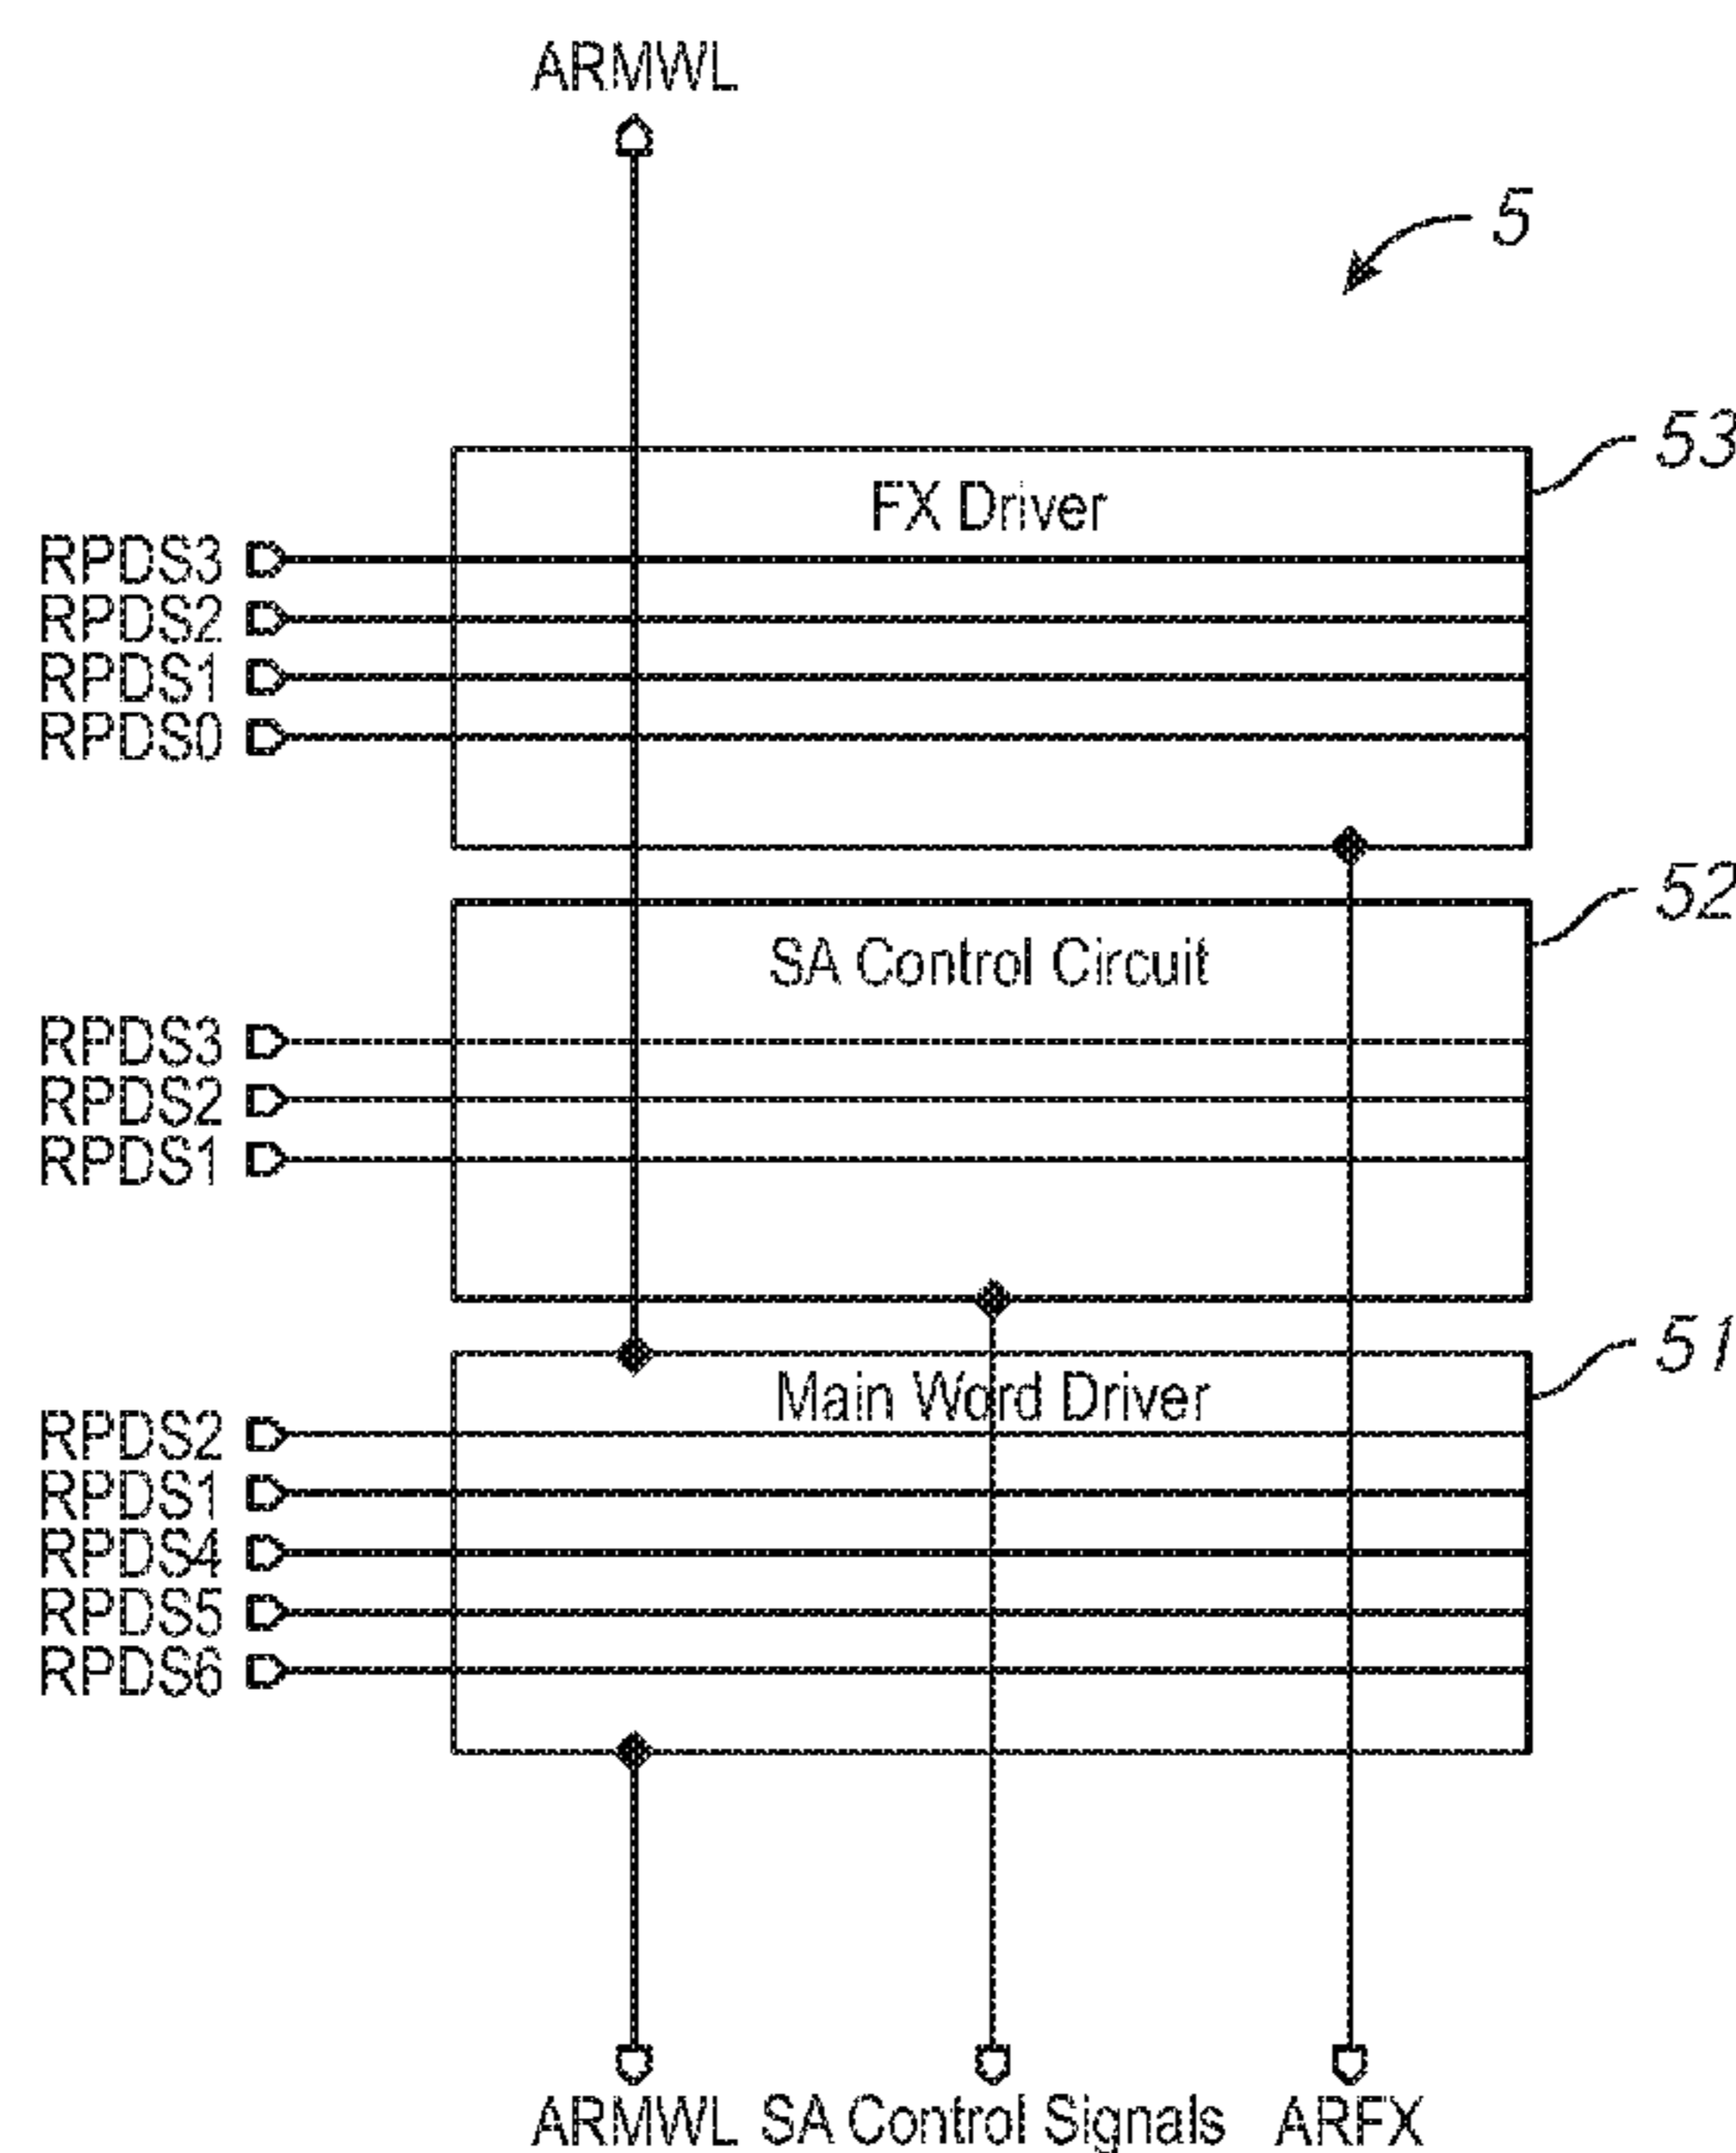 ARMWL
5
53
FX Driver
RPDS3
RPDS2
RPDS1
RPDS0
52
SA Control Circuit
RPDS3
RPDS2
RPDS1
51
Main Word Driver
RPDS2
RPDS1
RPDS4
RPDS5
RPDS6
ARMWL SA Control Signals ARFX